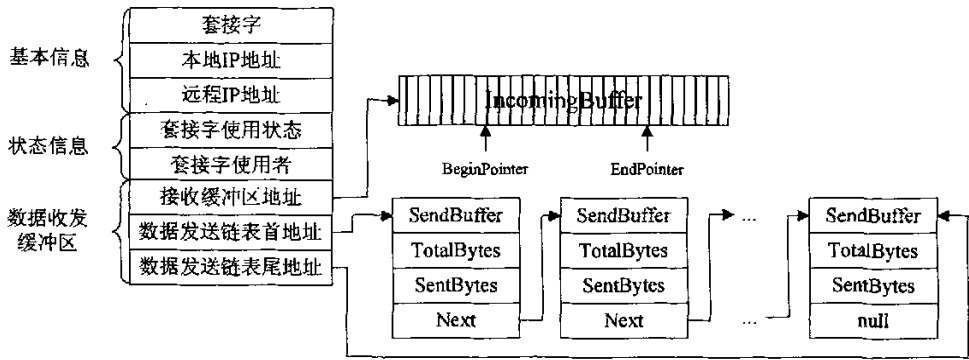 基本信息
套接字
本地IP地址
远程IP地址
状态信息
套接字使用状态
套接字使用者
数据收发
缓冲区
接收缓冲区地址
数据发送链表首地址
数据发送链表尾地址
IncomingBuffer
BeginPointer
EndPointer
SendBuffer
TotalBytes
SentBytes
Next
SendBuffer
TotalBytes
SentBytes
Next
...
...
SendBuffer
TotalBytes
SentBytes
null